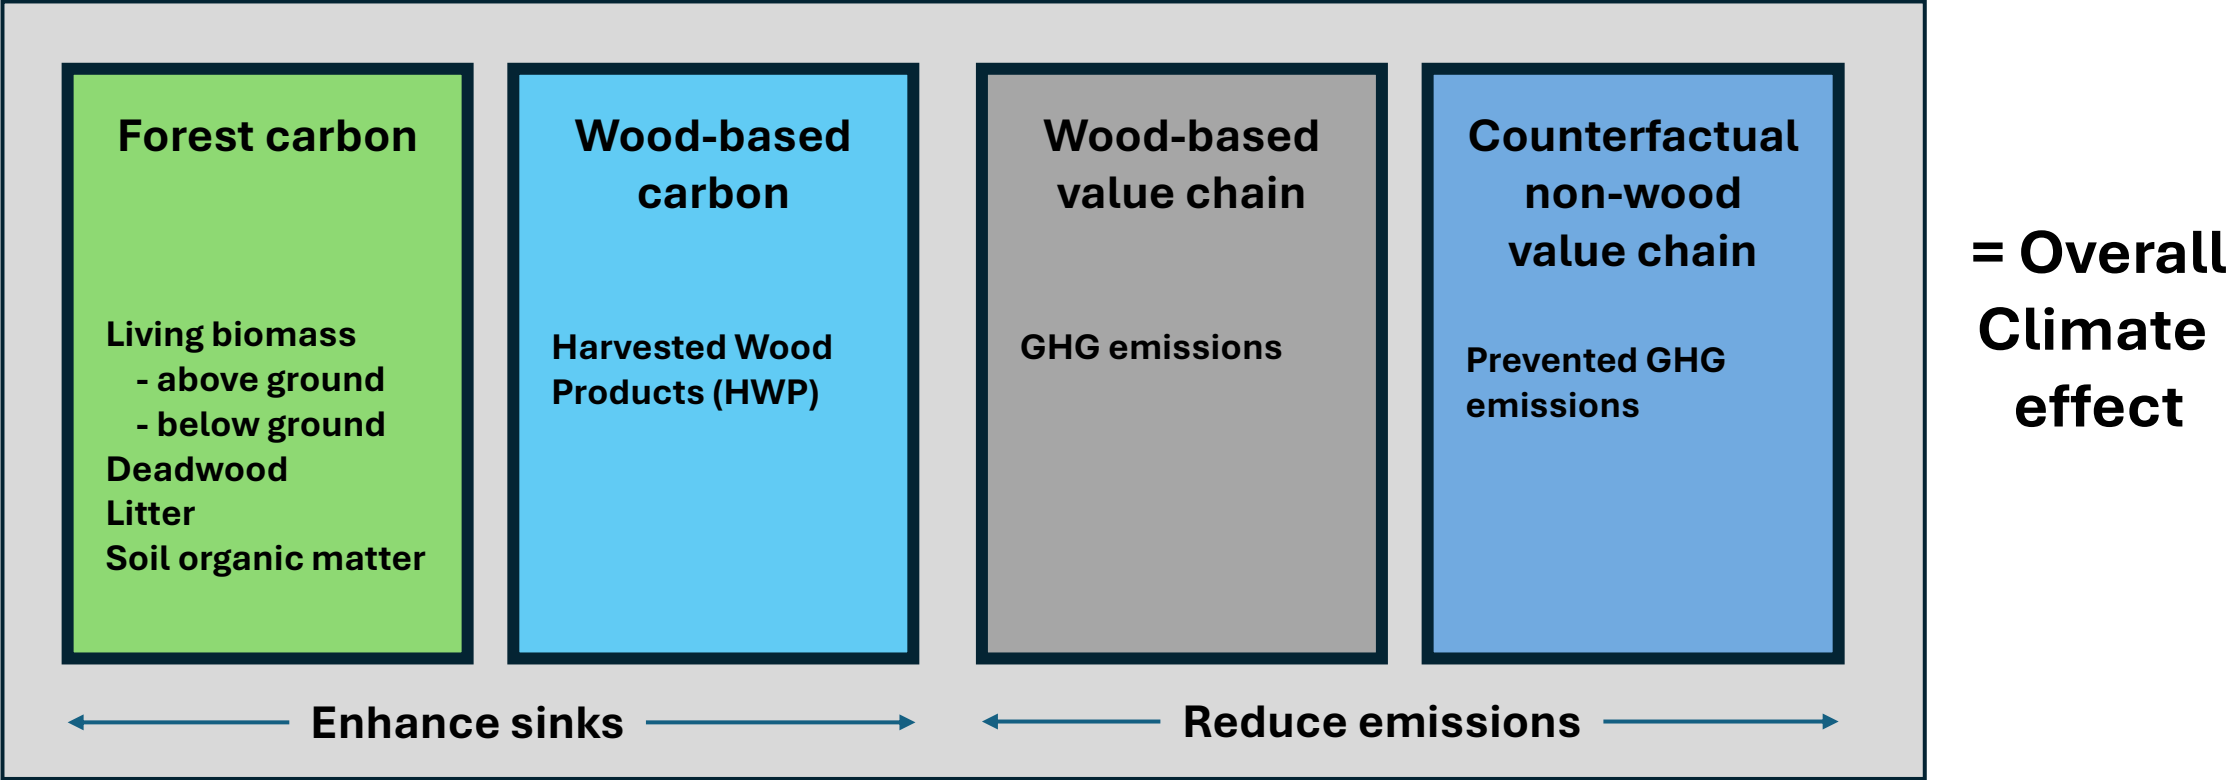 Forest carbon
Living biomass
- above ground
- below ground
Deadwood
Litter
Soil organic matter
Wood-based
carbon
Harvested Wood
Products (HWP)
Wood-based
value chain
GHG emissions
Counterfactual
non-wood
value chain
Prevented GHG
emissions
Enhance sinks
Reduce emissions
= Overall
Climate
effect